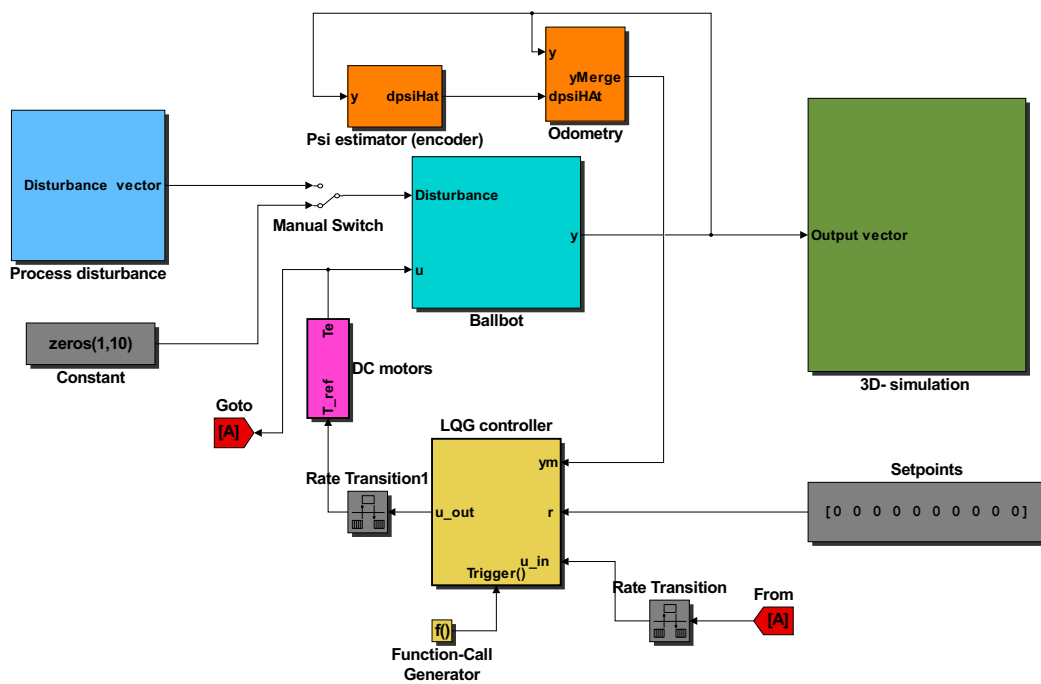 y
yMerge
y
dpsiHat
dpsiHAt
Odometry
Psi estimator (encoder)
Disturbance vector
Process disturbance
Manual Switch
Disturbance
y
u
Ballbot
Output vector
3D- simulation
zeros(1,10)
Constant
Te
T_ref
DC motors
Goto
[A]
LQG controller
ym
r
u_out
u_in
Trigger()
Rate Transition1
Setpoints
[0 0 0 0 0 0 0 0 0 0]
Rate Transition
From
[A]
f()
Function-Call
Generator